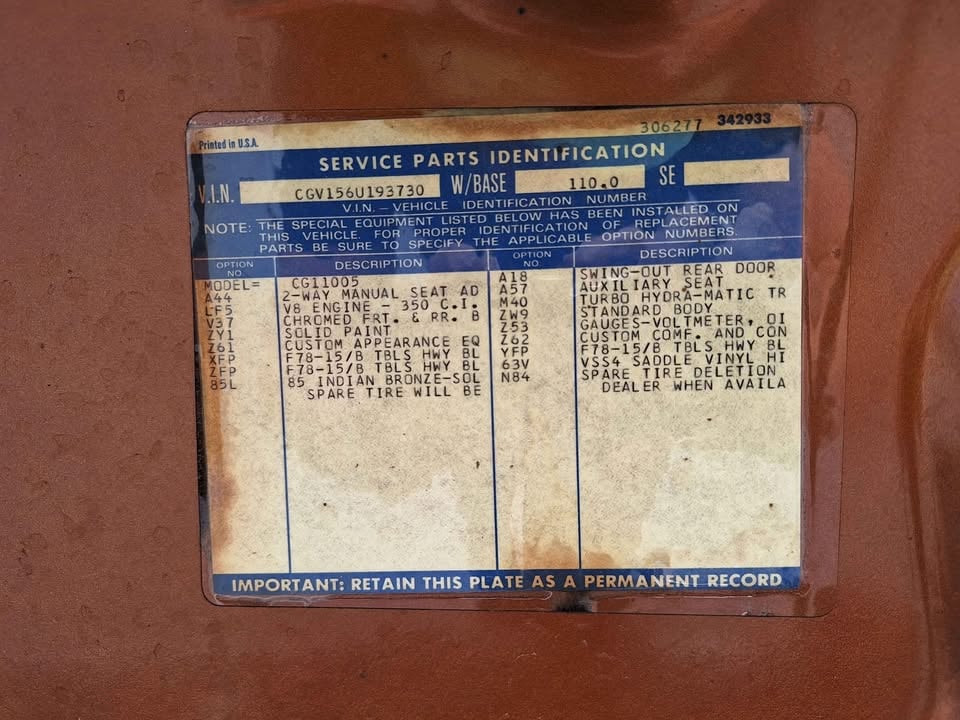 306277 342933
Printed in U.S.A.
SERVICE PARTS IDENTIFICATION
V.I.N. CGV156U193730 W/BASE 110.0 SE
V.I.N. – VEHICLE IDENTIFICATION NUMBER
NOTE: THE SPECIAL EQUIPMENT LISTED BELOW HAS BEEN INSTALLED ON
THIS VEHICLE. FOR PROPER IDENTIFICATION OF REPLACEMENT
PARTS BE SURE TO SPECIFY THE APPLICABLE OPTION NUMBERS.
OPTION NO. DESCRIPTION
MODEL= CG11005
A44 2-WAY MANUAL SEAT AD
LF5 V8 ENGINE - 350 C.I.
V37 CHROMED FRT. & RR. B
ZY1 SOLID PAINT
Z61 CUSTOM APPEARANCE EQ
XFP F78-15/B TBLS HWY BL
ZFP F78-15/B TBLS HWY BL
85L 85 INDIAN BRONZE-SOL
SPARE TIRE WILL BE
OPTION NO. DESCRIPTION
A18 SWING-OUT REAR DOOR
A57 AUXILIARY SEAT
M40 TURBO HYDRA-MATIC TR
ZW9 STANDARD BODY
Z53 GAUGES-VOLTMETER, OI
Z62 CUSTOM COMF. AND CON
YFP F78-15/B TBLS HWY BL
63V VSS4 SADDLE VINYL HI
N84 SPARE TIRE DELETION
DEALER WHEN AVAILA
IMPORTANT: RETAIN THIS PLATE AS A PERMANENT RECORD